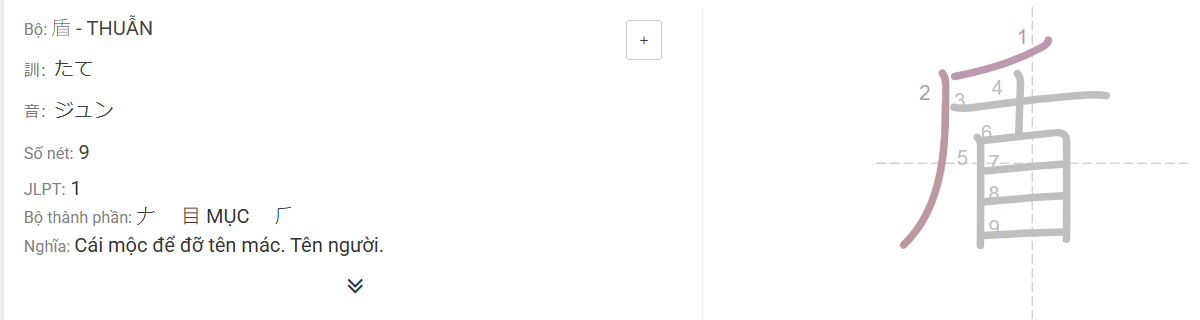 Bộ: 盾 - THUẪN
+
訓: たて
音: ジュン
Số nét: 9
JLPT: 1
Bộ thành phần: ナ 目 MỤC 厂
Nghĩa: Cái mộc để đỡ tên mác. Tên người.
盾
1
2
3
4
5
6
7
8
9